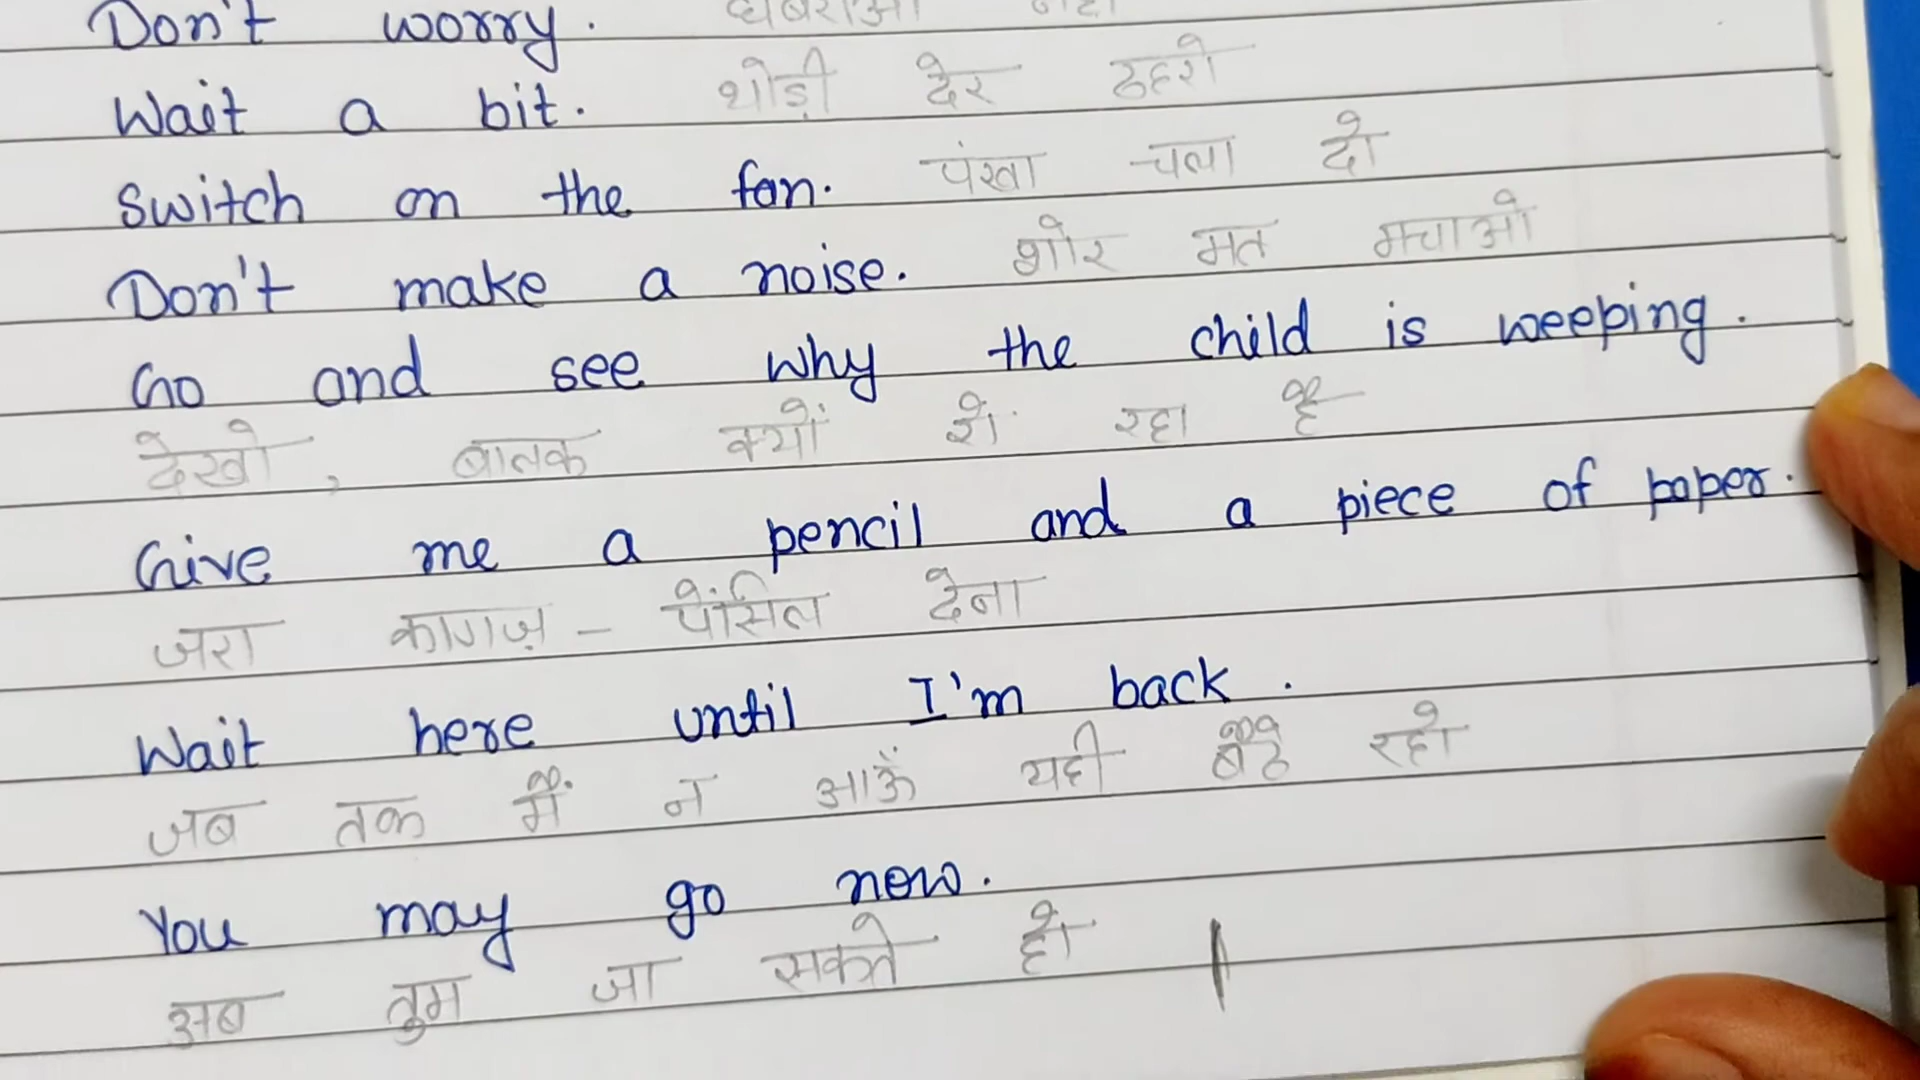 Don't worry. घबराओ नहीं
Wait a bit. थोड़ी देर ठहरो
Switch on the fan. पंखा चला दो
Don't make a noise. शोर मत मचाओ
Go and see why the child is weeping.
देखो, बालक क्यों रो रहा है
Give me a pencil and a piece of paper.
जरा कागज़ - पेंसिल देना
Wait here until I'm back.
जब तक मैं न आऊँ यही बैठे रहो
You may go now.
अब तुम जा सकते हो ।